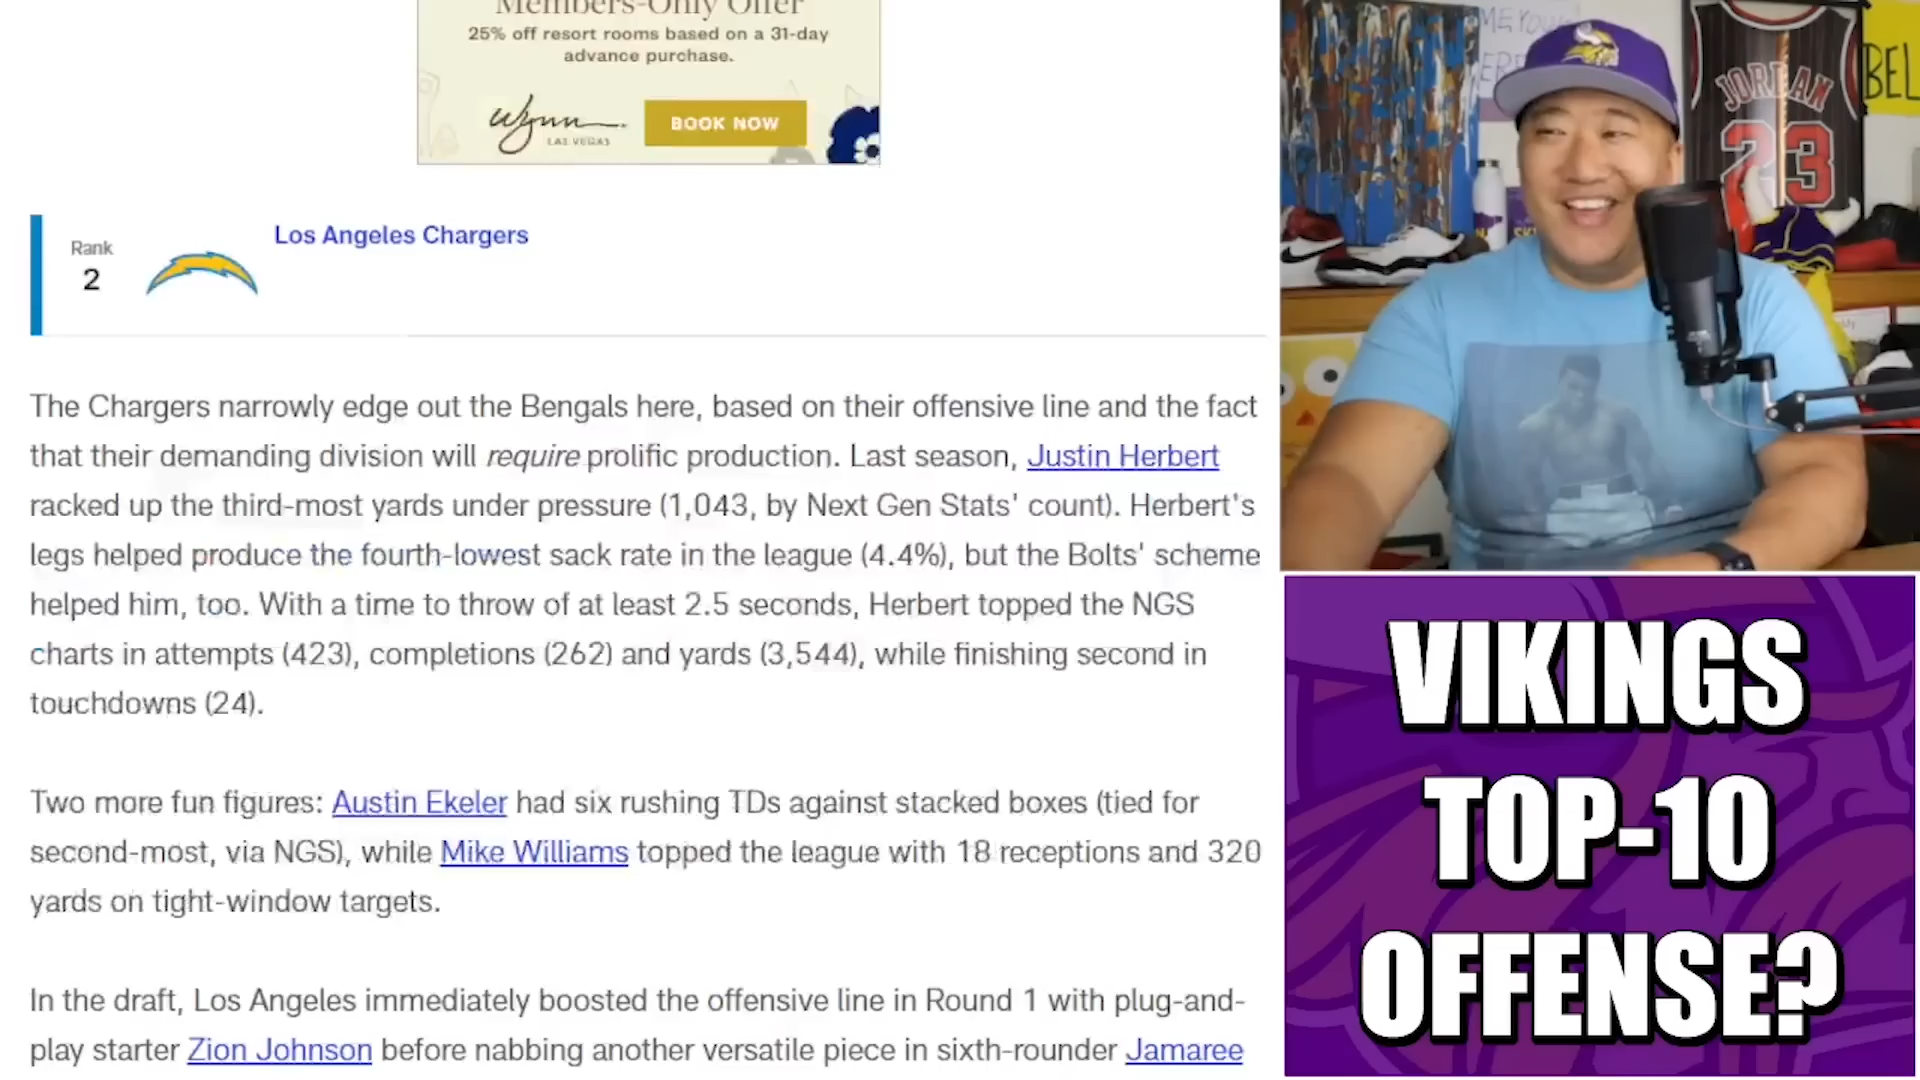 Members-Only Offer
25% off resort rooms based on a 31-day
advance purchase.
Wynn
LAS VEGAS
BOOK NOW
Rank
2
Los Angeles Chargers
The Chargers narrowly edge out the Bengals here, based on their offensive line and the fact
that their demanding division will require prolific production. Last season, Justin Herbert
racked up the third-most yards under pressure (1,043, by Next Gen Stats' count). Herbert's
legs helped produce the fourth-lowest sack rate in the league (4.4%), but the Bolts' scheme
helped him, too. With a time to throw of at least 2.5 seconds, Herbert topped the NGS
charts in attempts (423), completions (262) and yards (3,544), while finishing second in
touchdowns (24).
Two more fun figures: Austin Ekeler had six rushing TDs against stacked boxes (tied for
second-most, via NGS), while Mike Williams topped the league with 18 receptions and 320
yards on tight-window targets.
In the draft, Los Angeles immediately boosted the offensive line in Round 1 with plug-and-
play starter Zion Johnson before nabbing another versatile piece in sixth-rounder Jamaree
JORDAN
23
BEL
VIKINGS
TOP-10
OFFENSE?